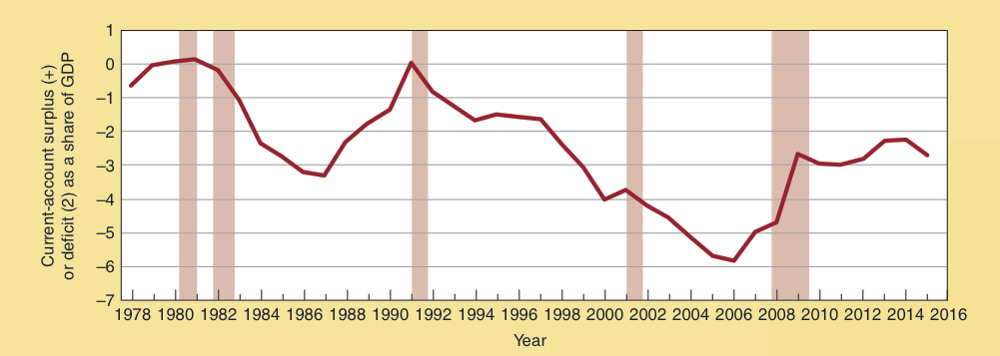 Current-account surplus (+)
or deficit (2) as a share of GDP
1
0
–1
–2
–3
–4
–5
–6
–7
1978 1980 1982 1984 1986 1988 1990 1992 1994 1996 1998 2000 2002 2004 2006 2008 2010 2012 2014 2016
Year